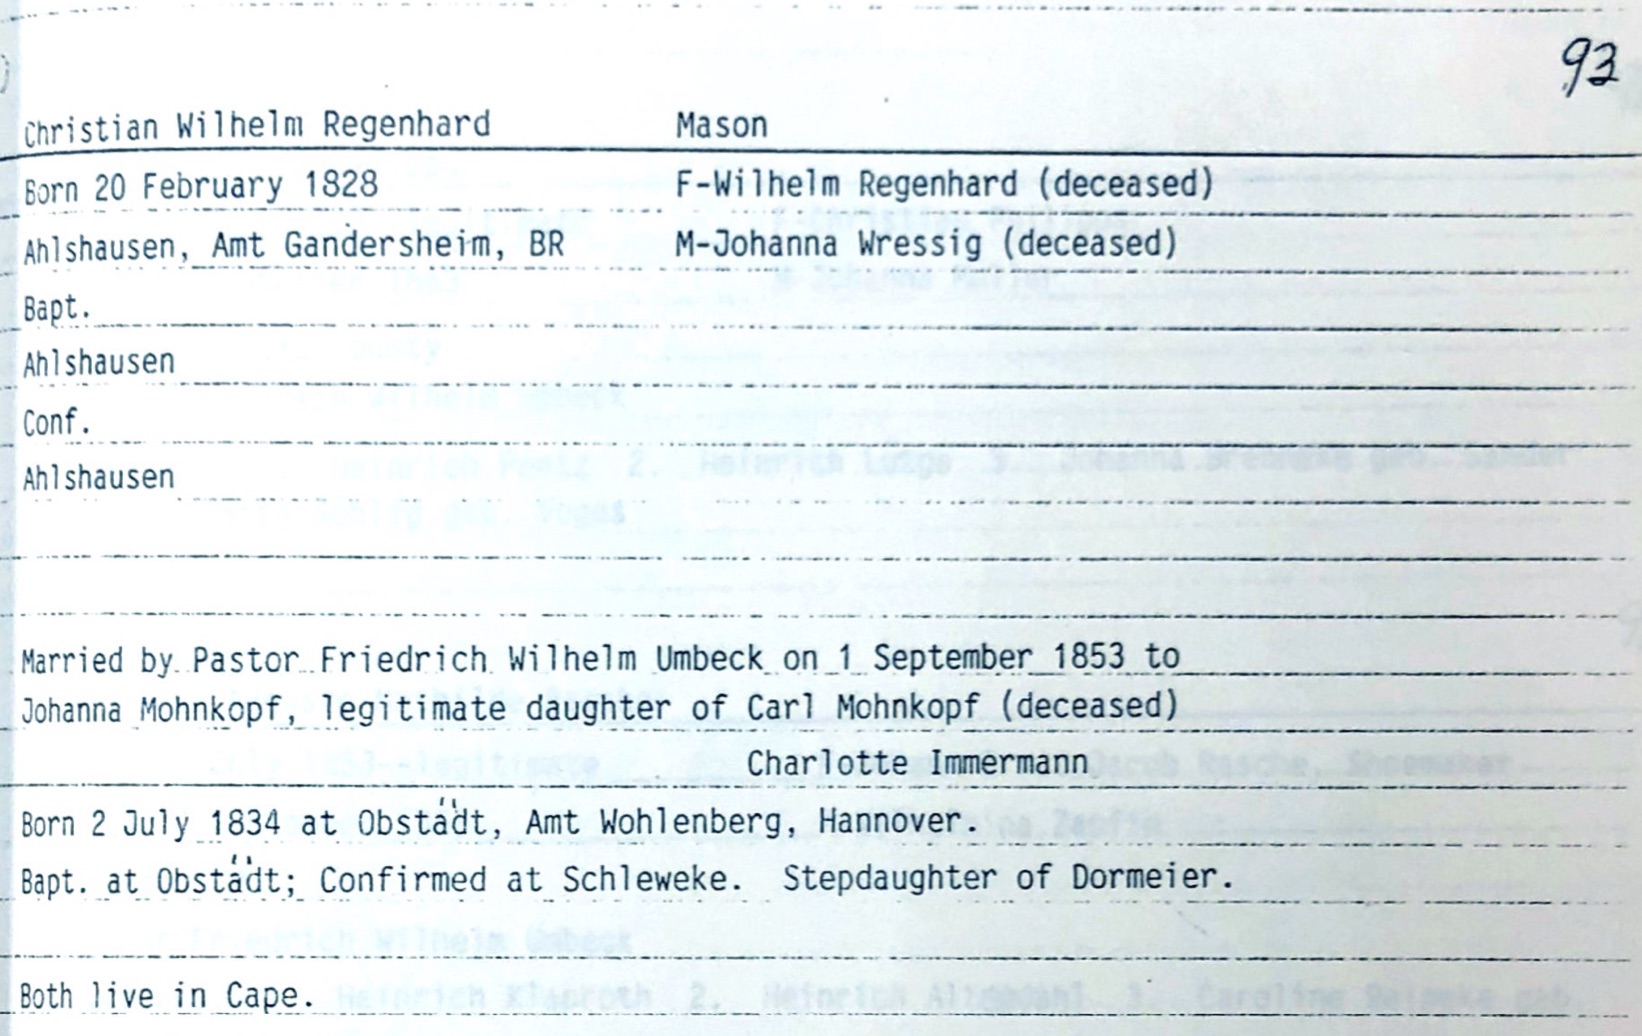 93
Christian Wilhelm Regenhard Mason
Born 20 February 1828 F-Wilhelm Regenhard (deceased)
Ahlshausen, Amt Gandersheim, BR M-Johanna Wressig (deceased)
Bapt.
Ahlshausen
Conf.
Ahlshausen
Married by Pastor Friedrich Wilhelm Umbeck on 1 September 1853 to
Johanna Mohnkopf, legitimate daughter of Carl Mohnkopf (deceased)
Charlotte Immermann
Born 2 July 1834 at Obstädt, Amt Wohlenberg, Hannover.
Bapt. at Obstädt; Confirmed at Schleweke. Stepdaughter of Dormeier.
Both live in Cape.